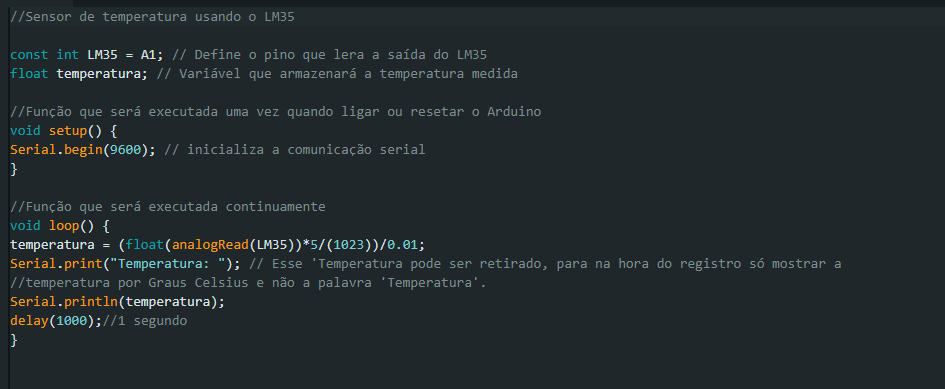 //Sensor de temperatura usando o LM35
const int LM35 = A1; // Define o pino que lera a saída do LM35
float temperatura; // Variável que armazenará a temperatura medida
//Função que será executada uma vez quando ligar ou resetar o Arduino
void setup() {
Serial.begin(9600); // inicializa a comunicação serial
}
//Função que será executada continuamente
void loop() {
temperatura = (float(analogRead(LM35))*5/(1023))/0.01;
Serial.print("Temperatura: "); // Esse 'Temperatura pode ser retirado, para na hora do registro só mostrar a
//temperatura por Graus Celsius e não a palavra 'Temperatura'.
Serial.println(temperatura);
delay(1000);//1 segundo
}